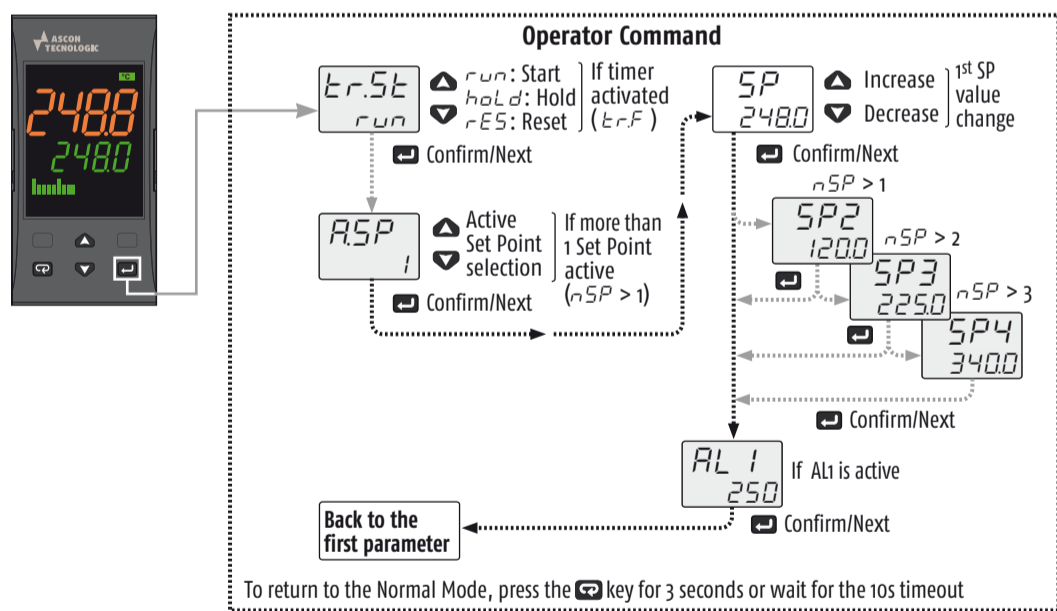 ASCON
TECNOLOGIC
°C
248.8
248.0
Operator Command
tr.St
run
run: Start
hoLd: Hold
rES: Reset
If timer
activated
(tr.F)
Confirm/Next
A.SP
1
Active
Set Point
selection
If more than
1 Set Point
active
(nSP > 1)
Confirm/Next
SP
248.0
Increase
Decrease
1st SP
value
change
Confirm/Next
nSP > 1
SP2
120.0
nSP > 2
SP3
225.0
nSP > 3
SP4
340.0
Confirm/Next
AL 1
250
If AL1 is active
Confirm/Next
Back to the
first parameter
To return to the Normal Mode, press the key for 3 seconds or wait for the 10s timeout